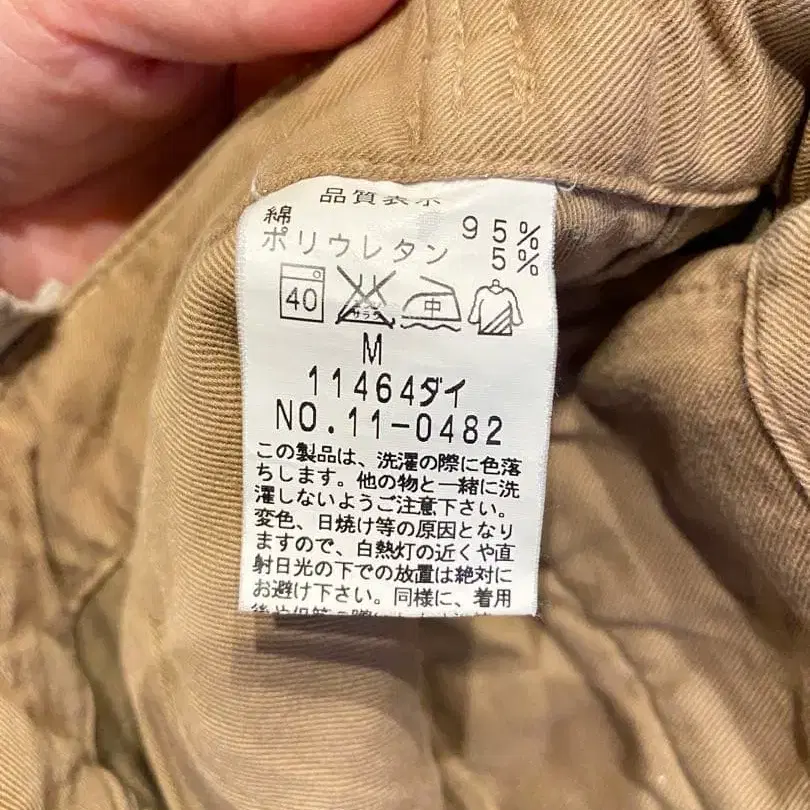 品質表示
綿 95%
ポリウレタン 5%
40 サラシ 中
M
11464ダイ
NO.11-0482
この製品は、洗濯の際に色落
ちします。他の物と一緒に洗
濯しないようご注意下さい。
変色、日焼け等の原因となり
ますので、白熱灯の近くや直
射日光の下での放置は絶対に
お避け下さい。同様に、着用